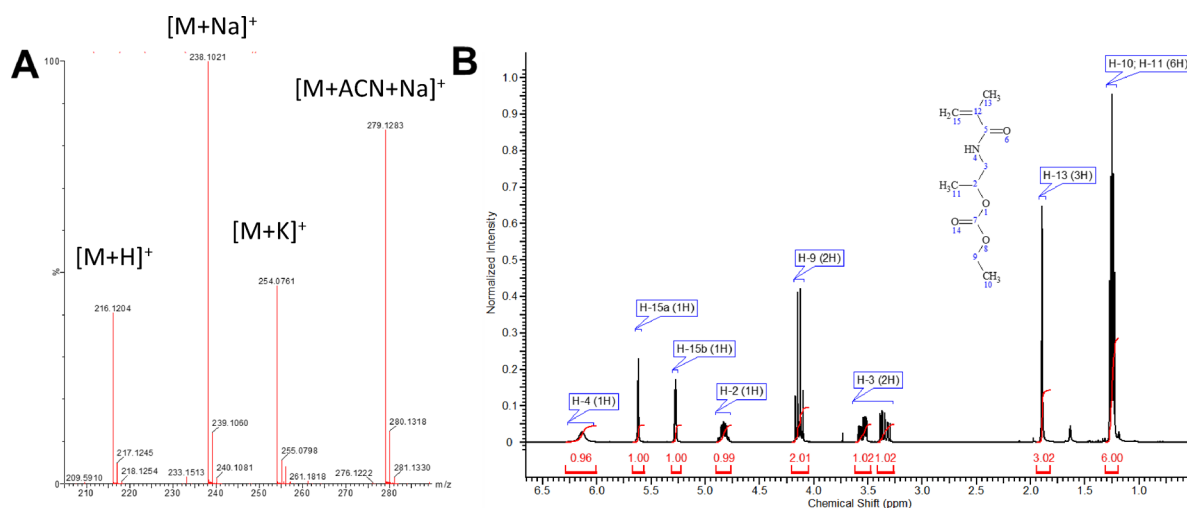 A
[M+Na]⁺
238.1021
[M+ACN+Na]⁺
279.1283
[M+K]⁺
254.0761
[M+H]⁺
216.1204
100
%
0
209.5910
217.1245
218.1254
233.1513
239.1060
240.1081
255.0798
261.1818
276.1222
280.1318
281.1330
m/z
210 220 230 240 250 260 270 280
B
Normalized Intensity
1.0
0.9
0.8
0.7
0.6
0.5
0.4
0.3
0.2
0.1
0
H-10; H-11 (6H)
H-13 (3H)
H-9 (2H)
H-15a (1H)
H-15b (1H)
H-2 (1H)
H-3 (2H)
H-4 (1H)
CH₃
13
H₂C
15
12
5
O
6
HN
4
3
H₃C
11
2
O
1
O
14
7
O
8
9
CH₃
10
0.96 1.00 1.00 0.99 2.01 1.02 1.02 3.02 6.00
6.5 6.0 5.5 5.0 4.5 4.0 3.5 3.0 2.5 2.0 1.5 1.0
Chemical Shift (ppm)